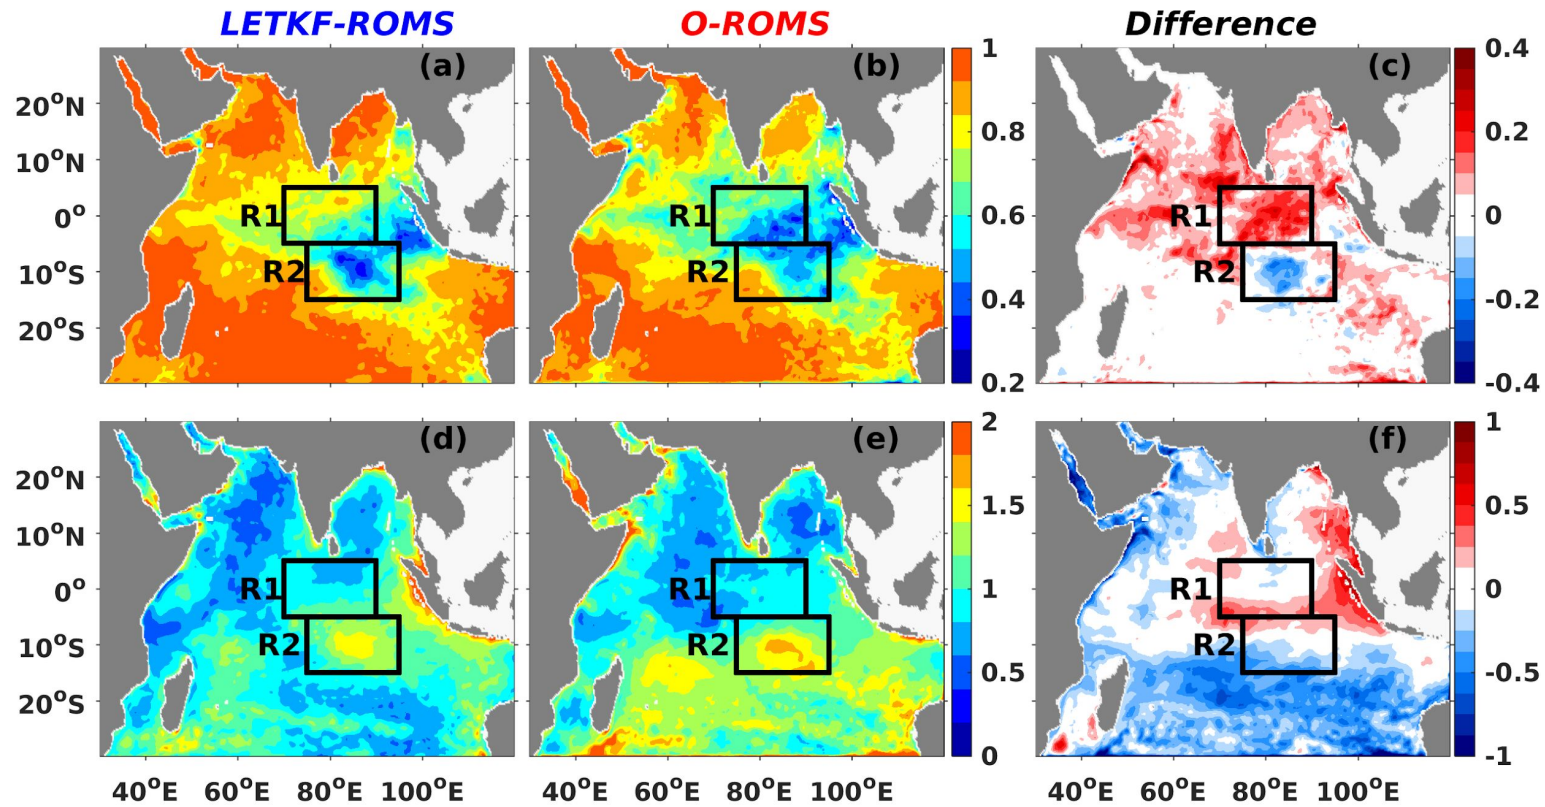 LETKF-ROMS O-ROMS Difference
(a) (b) (c)
20°N 10°N 0° 10°S 20°S
R1 R1 R1
R2 R2 R2
1 0.8 0.6 0.4 0.2
0.4 0.2 0 -0.2 -0.4
(d) (e) (f)
20°N 10°N 0° 10°S 20°S
R1 R1 R1
R2 R2 R2
2 1.5 1 0.5 0
1 0.5 0 -0.5 -1
40°E 60°E 80°E 100°E 40°E 60°E 80°E 100°E 40°E 60°E 80°E 100°E